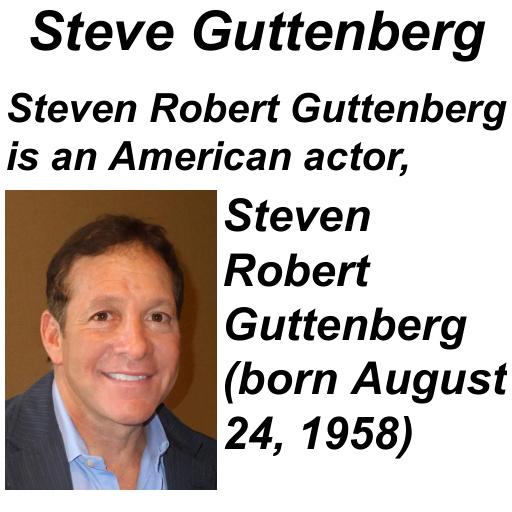 Steve Guttenberg
Steven Robert Guttenberg
is an American actor,
Steven
Robert
Guttenberg
(born August
24, 1958)